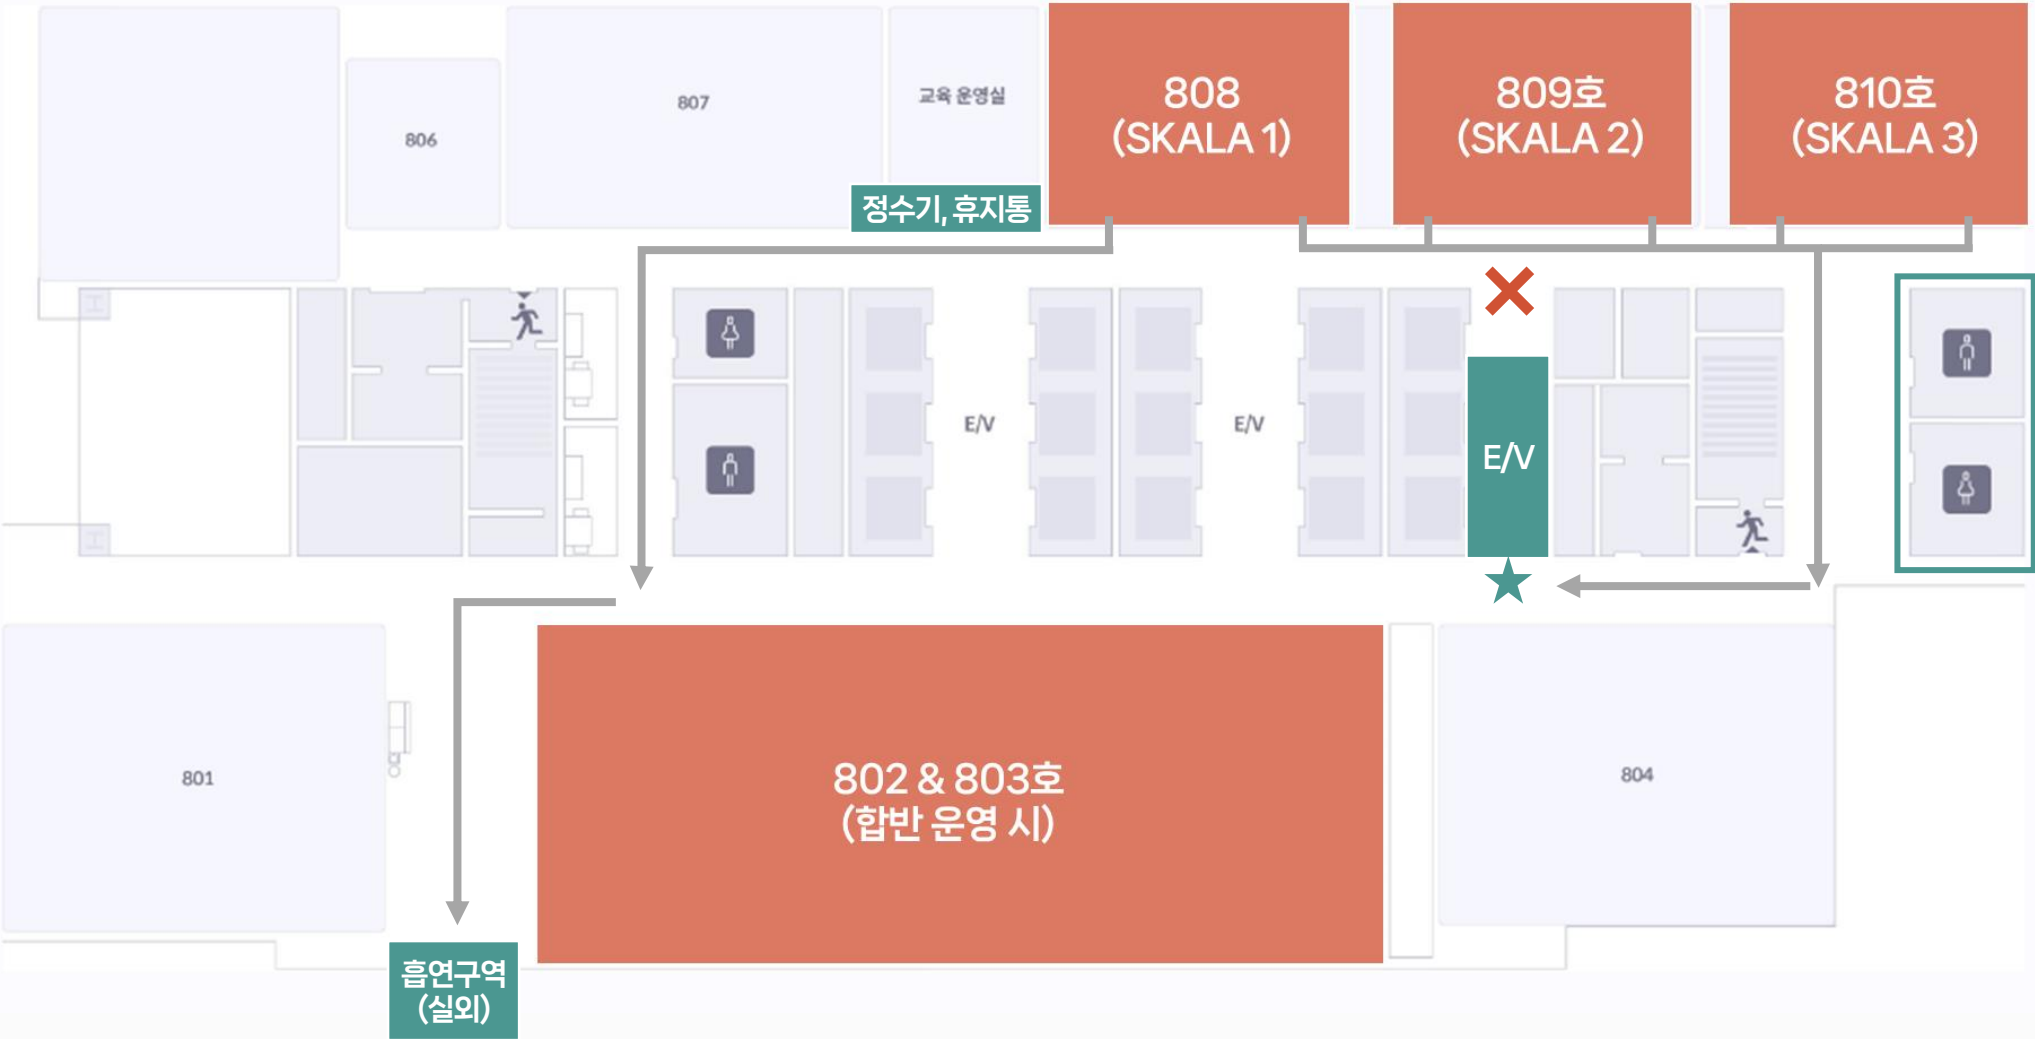 808
(SKALA 1)
809호
(SKALA 2)
810호
(SKALA 3)
807
교육 운영실
806
정수기, 휴지통
E/V
E/V
E/V
802 & 803호
(합반 운영 시)
801
804
흡연구역
(실외)